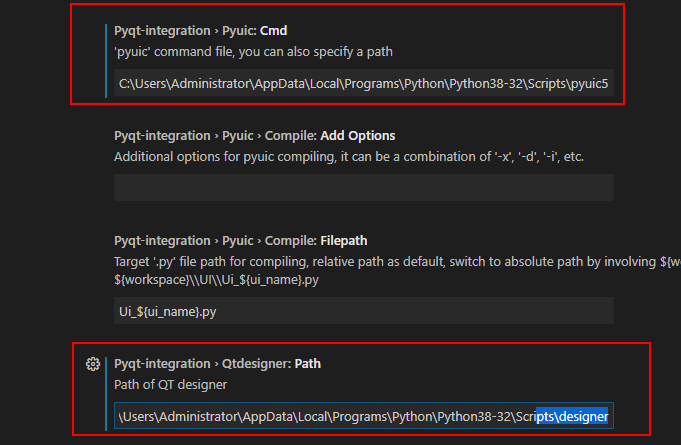 Pyqt-integration › Pyuic: Cmd
'pyuic' command file, you can also specify a path
C:\Users\Administrator\AppData\Local\Programs\Python\Python38-32\Scripts\pyuic5
Pyqt-integration › Pyuic › Compile: Add Options
Additional options for pyuic compiling, it can be a combination of '-x', '-d', '-i', etc.
Pyqt-integration › Pyuic › Compile: Filepath
Target '.py' file path for compiling, relative path as default, switch to absolute path by involving ${w
${workspace}\\UI\\Ui_${ui_name}.py
Ui_${ui_name}.py
Pyqt-integration › Qtdesigner: Path
Path of QT designer
\Users\Administrator\AppData\Local\Programs\Python\Python38-32\Scripts\designer